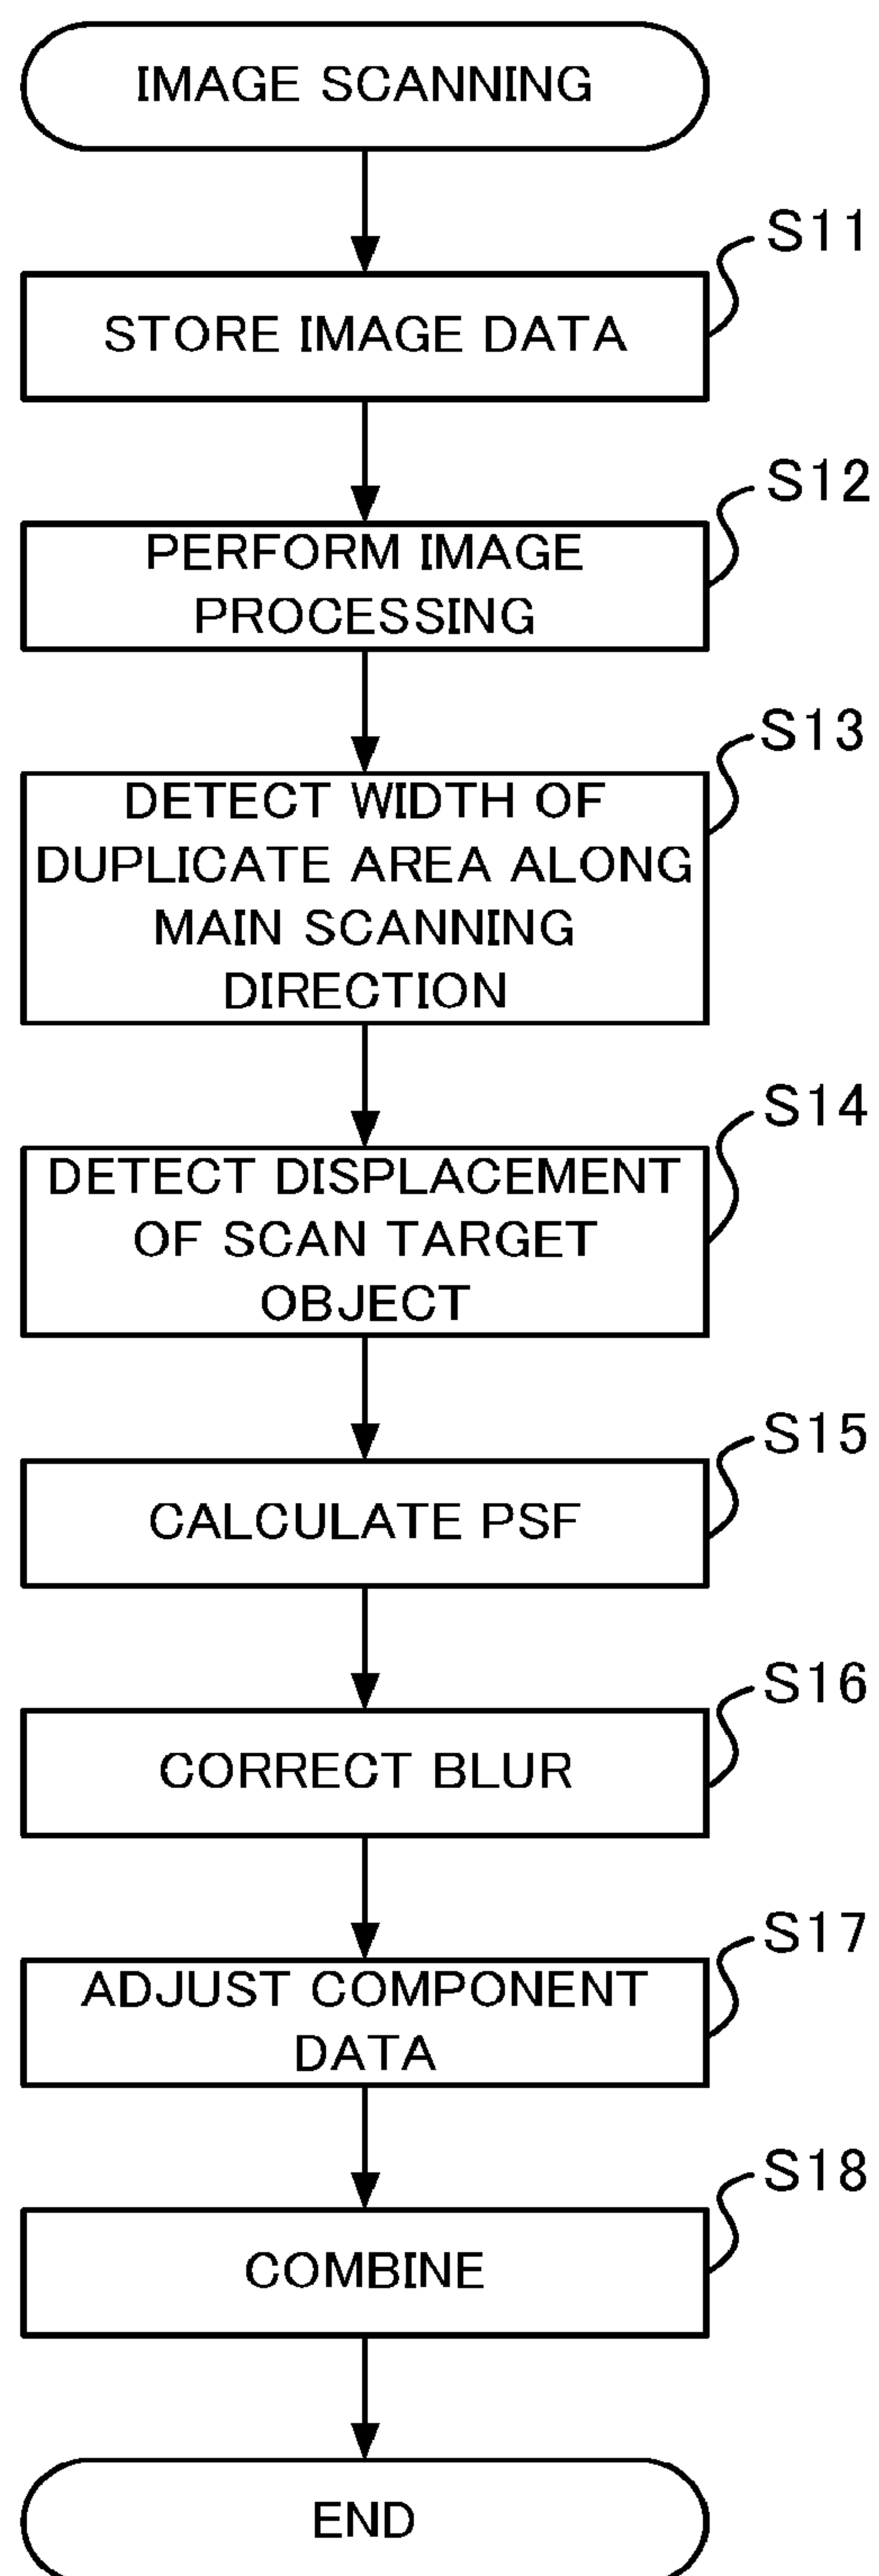 IMAGE SCANNING
S11
STORE IMAGE DATA
S12
PERFORM IMAGE
PROCESSING
S13
DETECT WIDTH OF
DUPLICATE AREA ALONG
MAIN SCANNING
DIRECTION
S14
DETECT DISPLACEMENT
OF SCAN TARGET
OBJECT
S15
CALCULATE PSF
S16
CORRECT BLUR
S17
ADJUST COMPONENT
DATA
S18
COMBINE
END